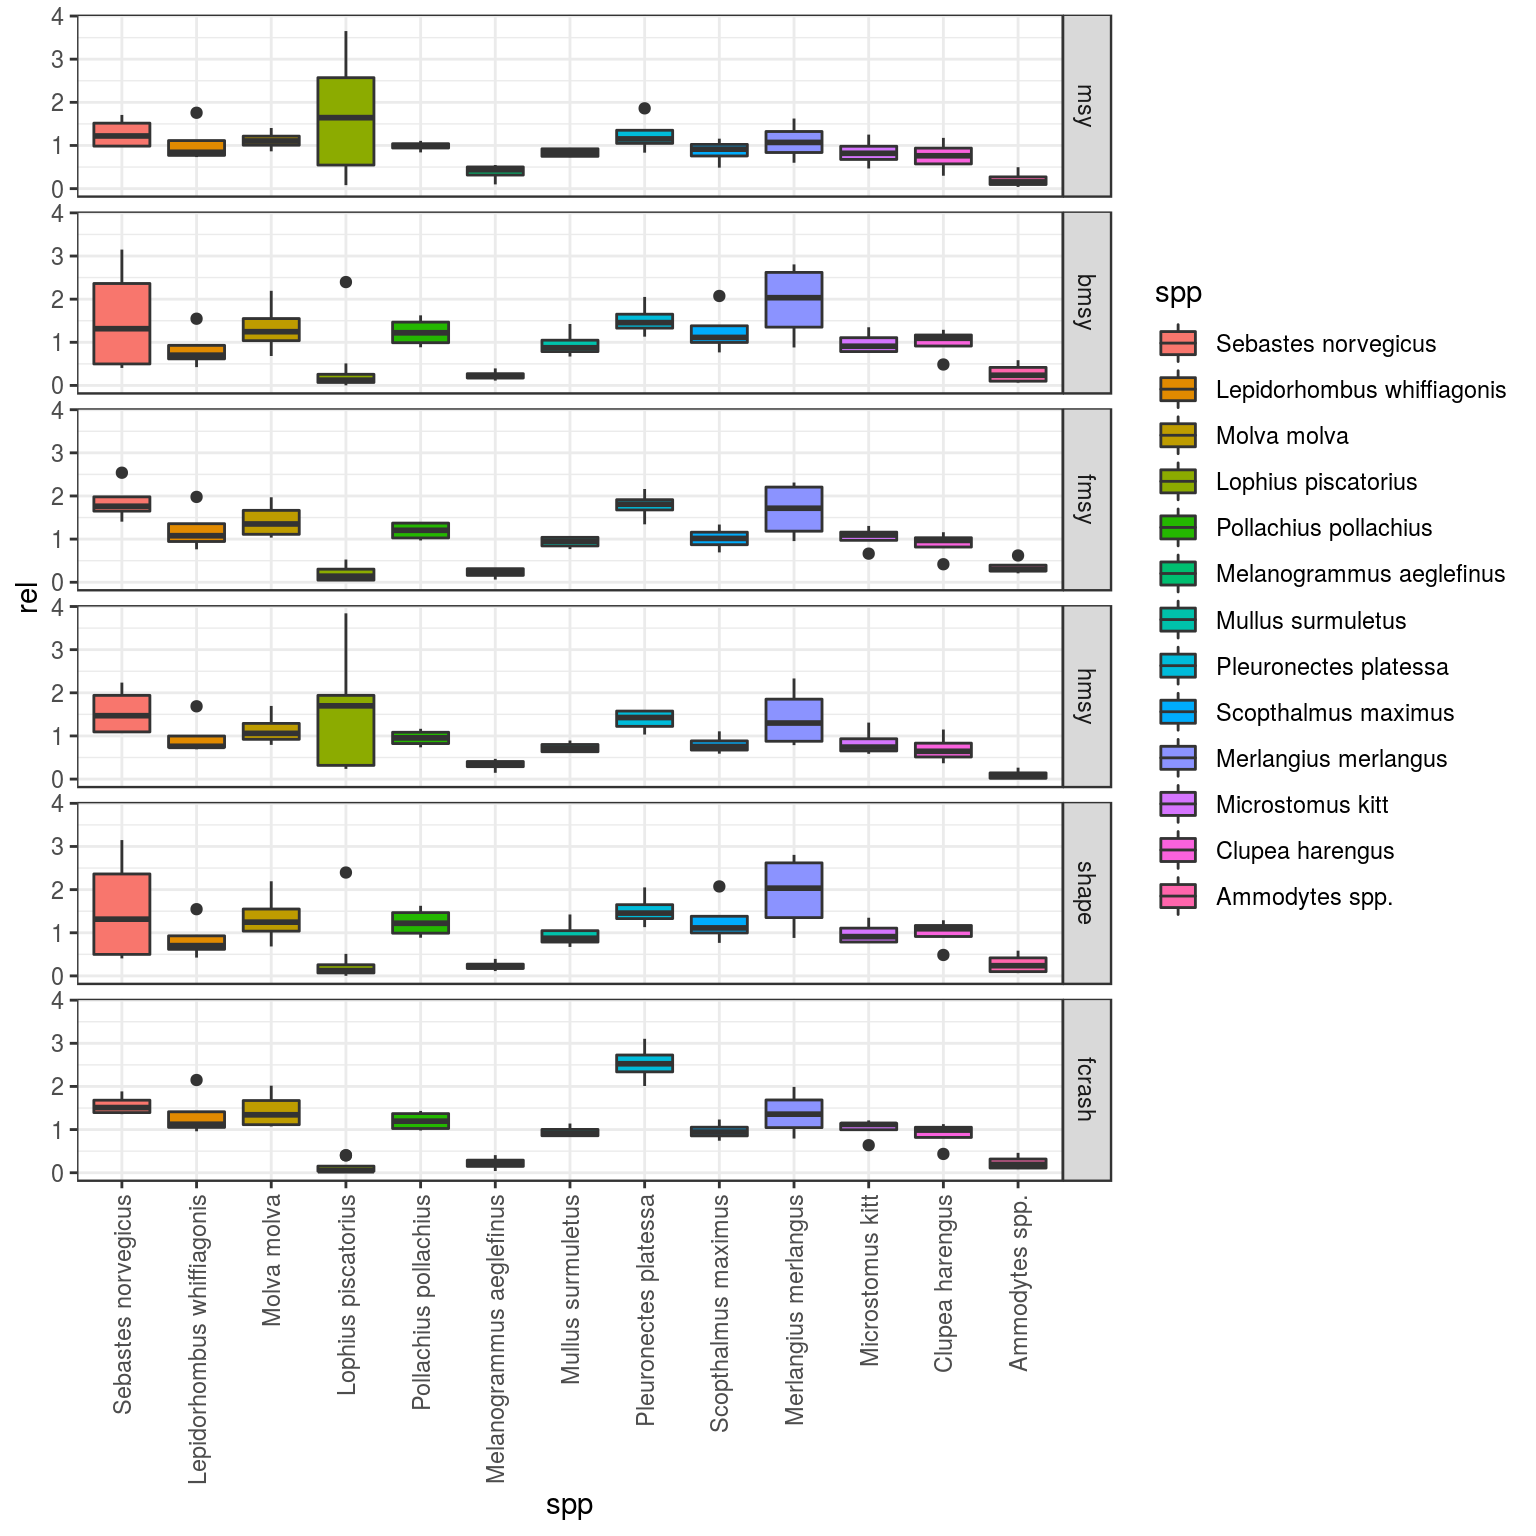 rel
4
3
2
1
0
msy
4
3
2
1
0
bmsy
4
3
2
1
0
fmsy
4
3
2
1
0
hmsy
4
3
2
1
0
shape
4
3
2
1
0
fcrash
Sebastes norvegicus
Lepidorhombus whiffiagonis
Molva molva
Lophius piscatorius
Pollachius pollachius
Melanogrammus aeglefinus
Mullus surmuletus
Pleuronectes platessa
Scopthalmus maximus
Merlangius merlangus
Microstomus kitt
Clupea harengus
Ammodytes spp.
spp
spp
Sebastes norvegicus
Lepidorhombus whiffiagonis
Molva molva
Lophius piscatorius
Pollachius pollachius
Melanogrammus aeglefinus
Mullus surmuletus
Pleuronectes platessa
Scopthalmus maximus
Merlangius merlangus
Microstomus kitt
Clupea harengus
Ammodytes spp.